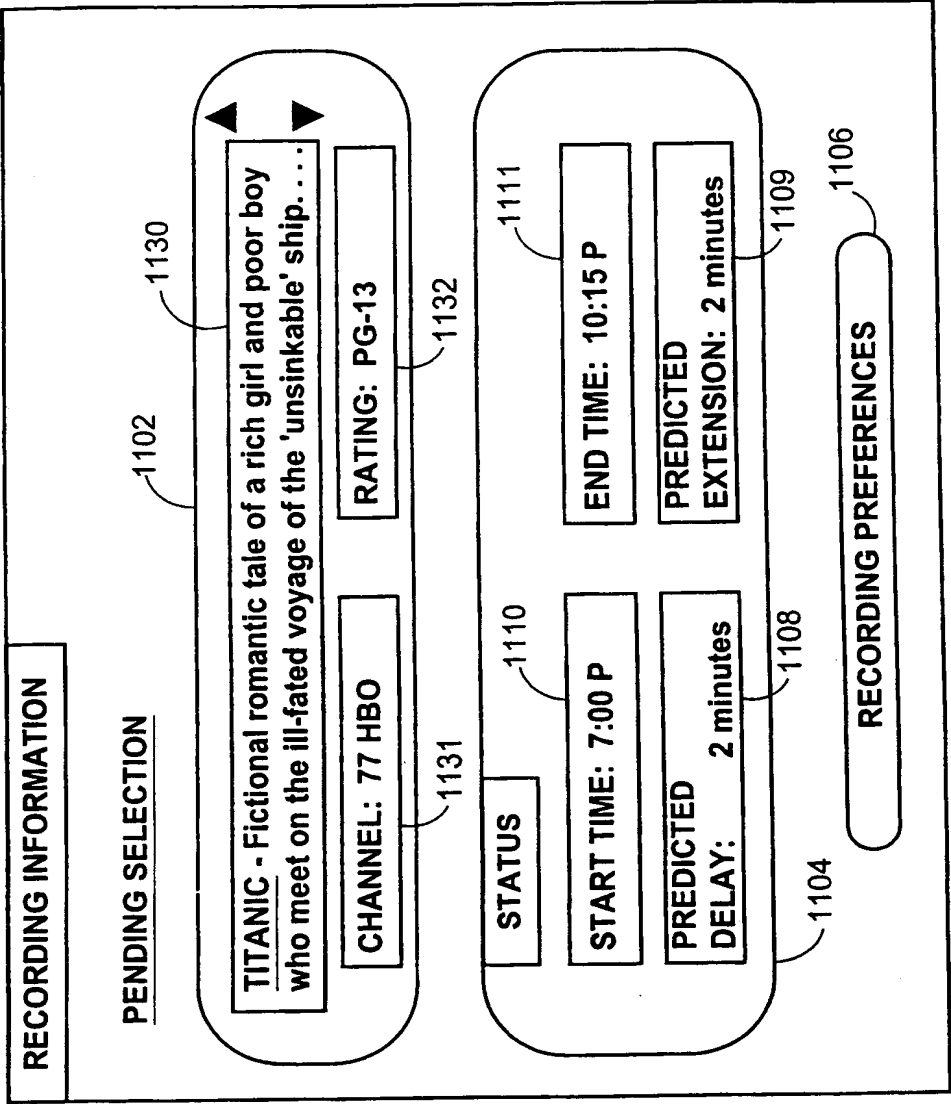 RECORDING INFORMATION
PENDING SELECTION
1102
1130
TITANIC - Fictional romantic tale of a rich girl and poor boy
who meet on the ill-fated voyage of the 'unsinkable' ship....
CHANNEL: 77 HBO
RATING: PG-13
1131
1132
STATUS
1110
1111
START TIME: 7:00 P
END TIME: 10:15 P
PREDICTED
DELAY: 2 minutes
PREDICTED
EXTENSION: 2 minutes
1104
1108
1109
RECORDING PREFERENCES
1106